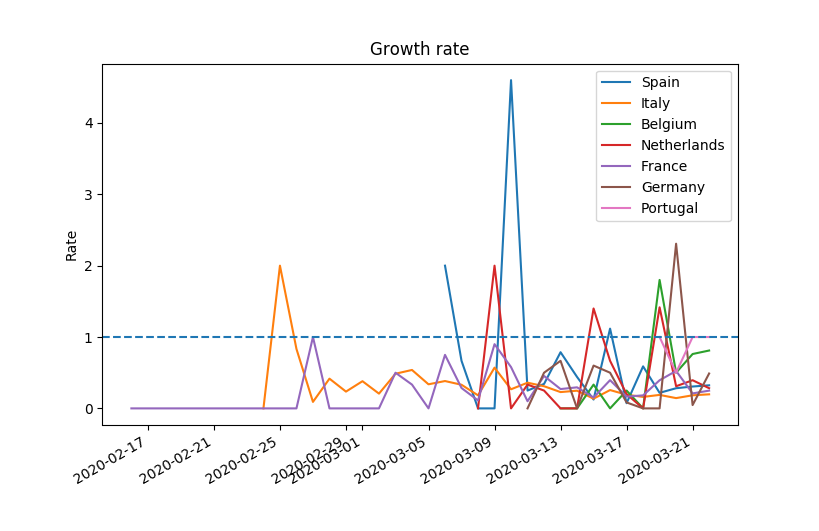 Growth rate
Spain
Italy
Belgium
Netherlands
France
Germany
Portugal
Rate
4
3
2
1
0
2020-02-17
2020-02-21
2020-02-25
2020-02-29
2020-03-01
2020-03-05
2020-03-09
2020-03-13
2020-03-17
2020-03-21